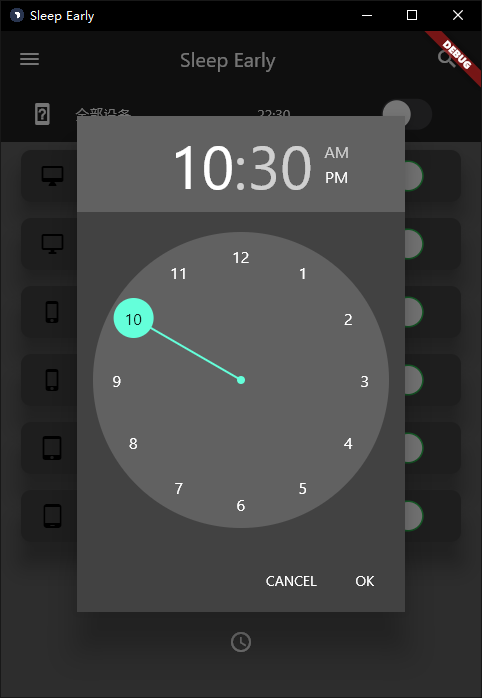 Sleep Early
Sleep Early
DEBUG
全部设备
22:30
10:30
AM
PM
12
1
2
3
4
5
6
7
8
9
10
11
CANCEL
OK